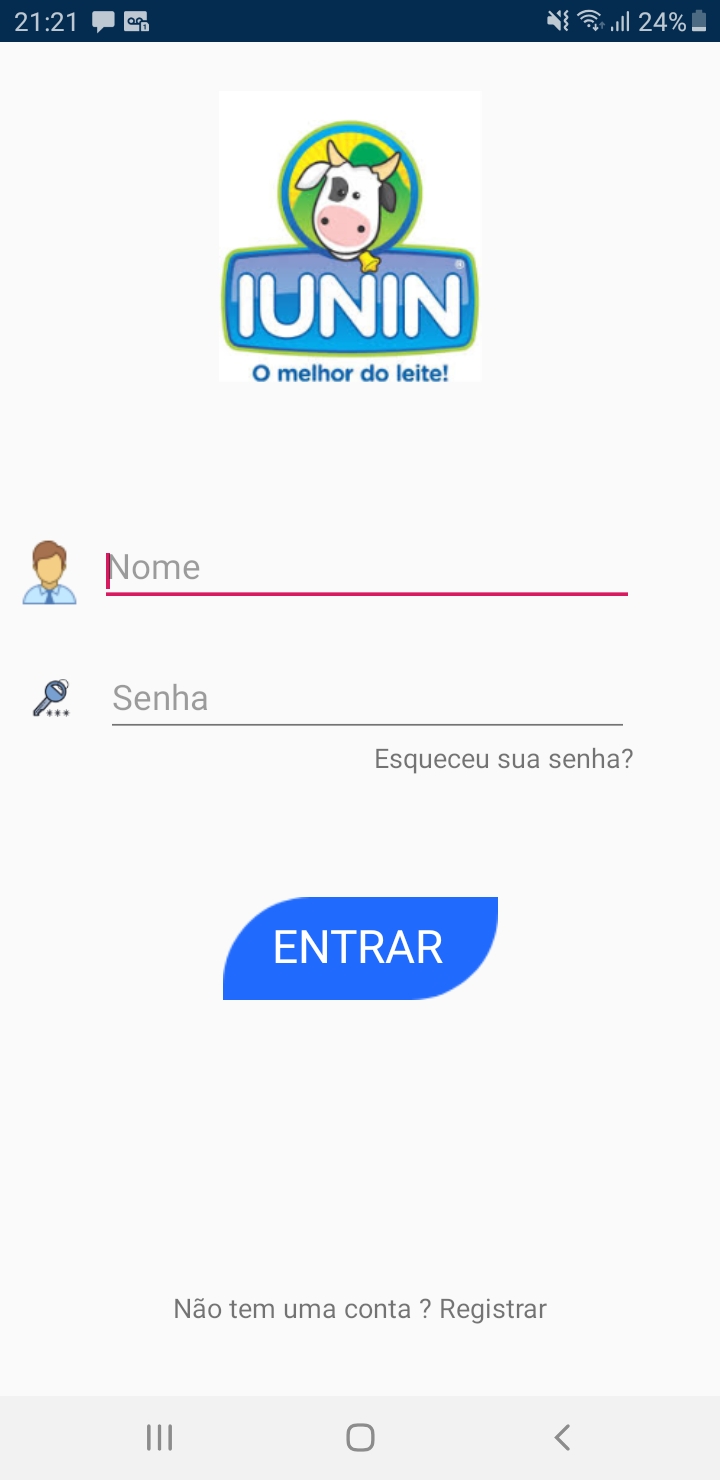 21:21
24%
IUNIN
®
O melhor do leite!
Nome
Senha
Esqueceu sua senha?
ENTRAR
Não tem uma conta ? Registrar